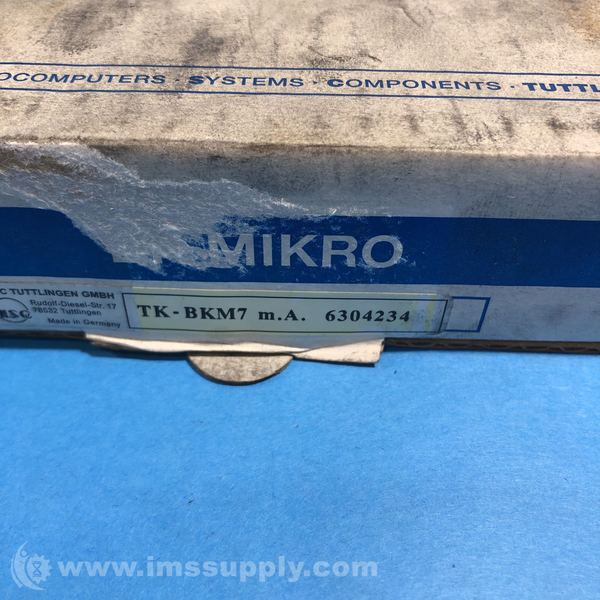 OCOMPUTERS · SYSTEMS · COMPONENTS · TUTTL
MIKRO
C TUTTLINGEN GMBH
Rudolf-Diesel-Str. 17
78532 Tuttlingen
Made in Germany
MSC
TK-BKM7 m.A. 6304234
www.imssupply.com